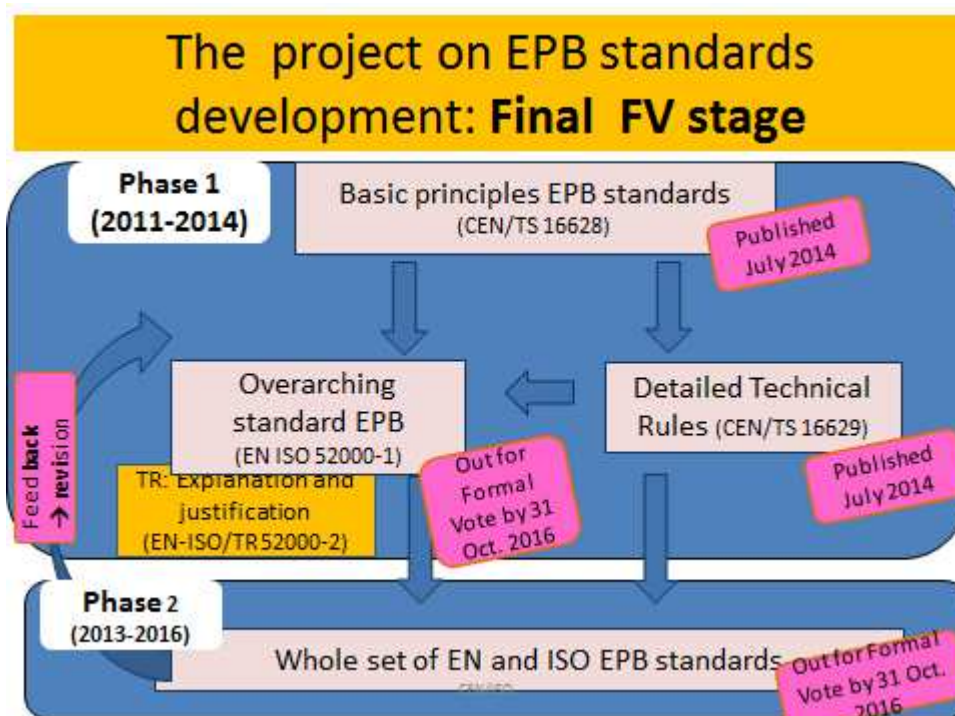 The project on EPB standards
development: Final FV stage
Phase 1
(2011-2014)
Basic principles EPB standards
(CEN/TS 16628)
Published
July 2014
Overarching
standard EPB
(EN ISO 52000-1)
Detailed Technical
Rules (CEN/TS 16629)
Published
July 2014
Out for
Formal
Vote by 31
Oct. 2016
TR: Explanation and
justification
(EN-ISO/TR 52000-2)
Feed back
→ revision
Phase 2
(2013-2016)
Whole set of EN and ISO EPB standards
Out for Formal
Vote by 31 Oct.
2016